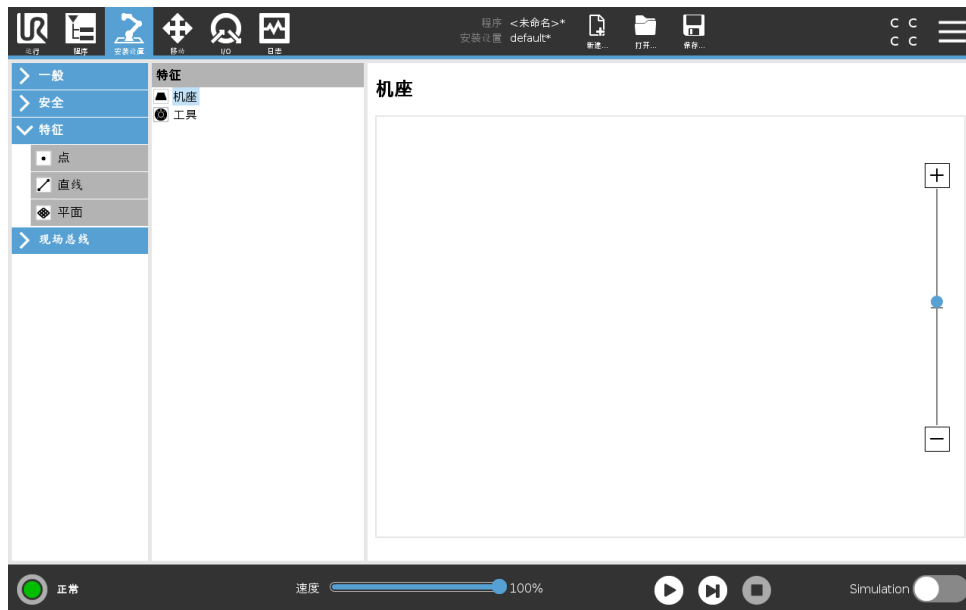 UR
运行
程序
安装设置
移动
I/O
日志
程序 <未命名>*
安装设置 default*
新建...
打开...
保存...
C C
C C
一般
安全
特征
点
直线
平面
现场总线
特征
机座
工具
机座
正常
速度 100%
Simulation